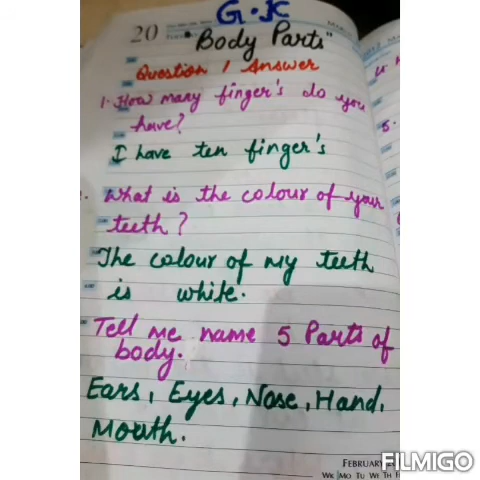 G.K
20
"Body Parts"
Question / Answer
1. How many finger's do you
have?
I have ten finger's
What is the colour of your
teeth?
The colour of my teeth
is white.
Tell me name 5 Parts of
body.
Ears, Eyes, Nose, Hand,
Mouth.
5.
FEBRUARY
WK MO TU WE TH F
FILMIGO